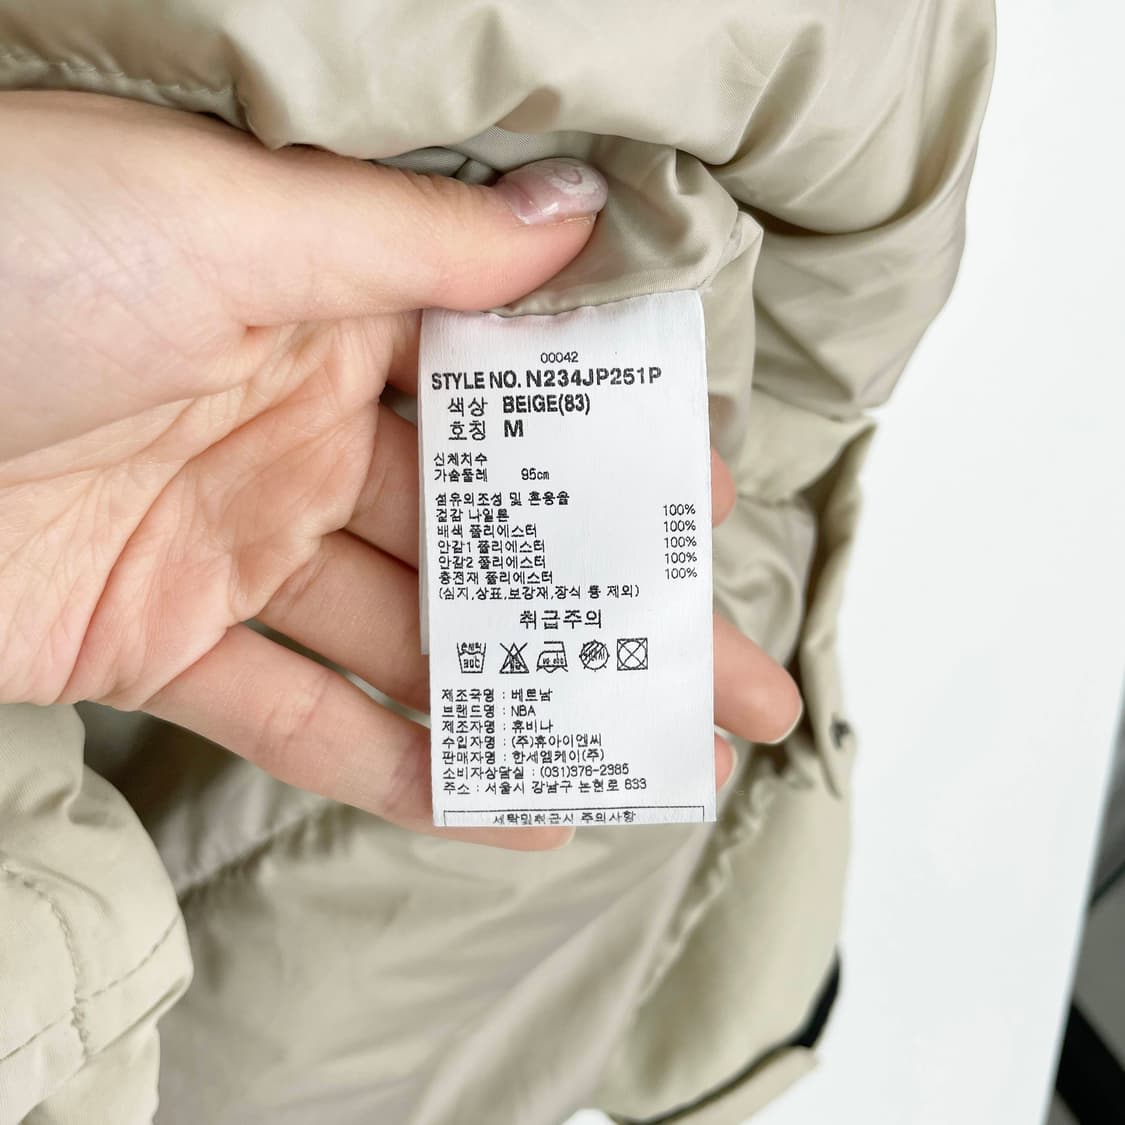 00042
STYLE NO. N234JP251P
색상 BEIGE(83)
호칭 M
신체치수
가슴둘레 95cm
섬유의조성 및 혼용율
겉감 나일론 100%
배색 폴리에스터 100%
안감1 폴리에스터 100%
안감2 폴리에스터 100%
충전재 폴리에스터 100%
(심지,상표,보강재,장식 등 제외)
취급주의
제조국명 : 베트남
브랜드명 : NBA
제조자명 : 휴비나
수입자명 : (주)휴아이엔씨
판매자명 : 한세엠케이(주)
소비자상담실 : (031)376-2385
주소 : 서울시 강남구 논현로 633
세탁및취급시 주의사항